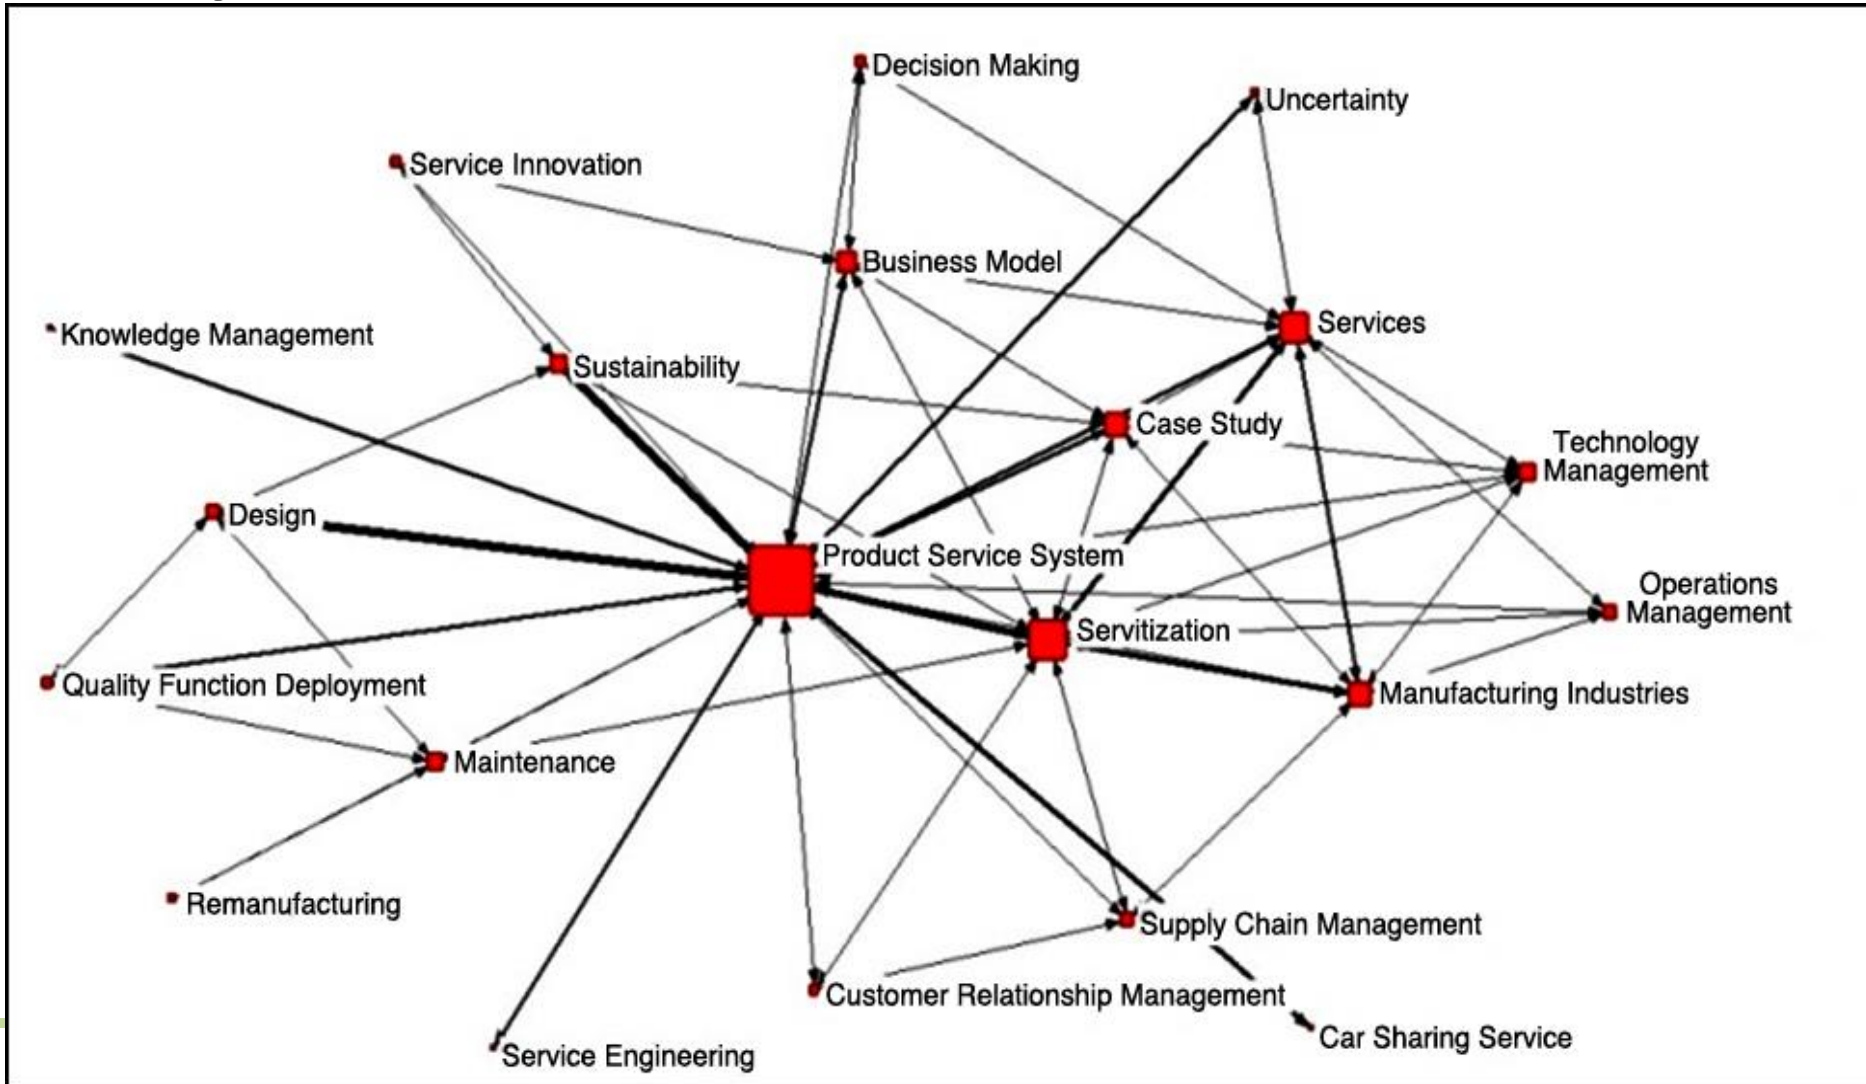 Decision Making
Uncertainty
Service Innovation
Business Model
Services
Knowledge Management
Sustainability
Case Study
Technology
Management
Design
Product Service System
Operations
Management
Servitization
Quality Function Deployment
Manufacturing Industries
Maintenance
Remanufacturing
Supply Chain Management
Customer Relationship Management
Car Sharing Service
Service Engineering